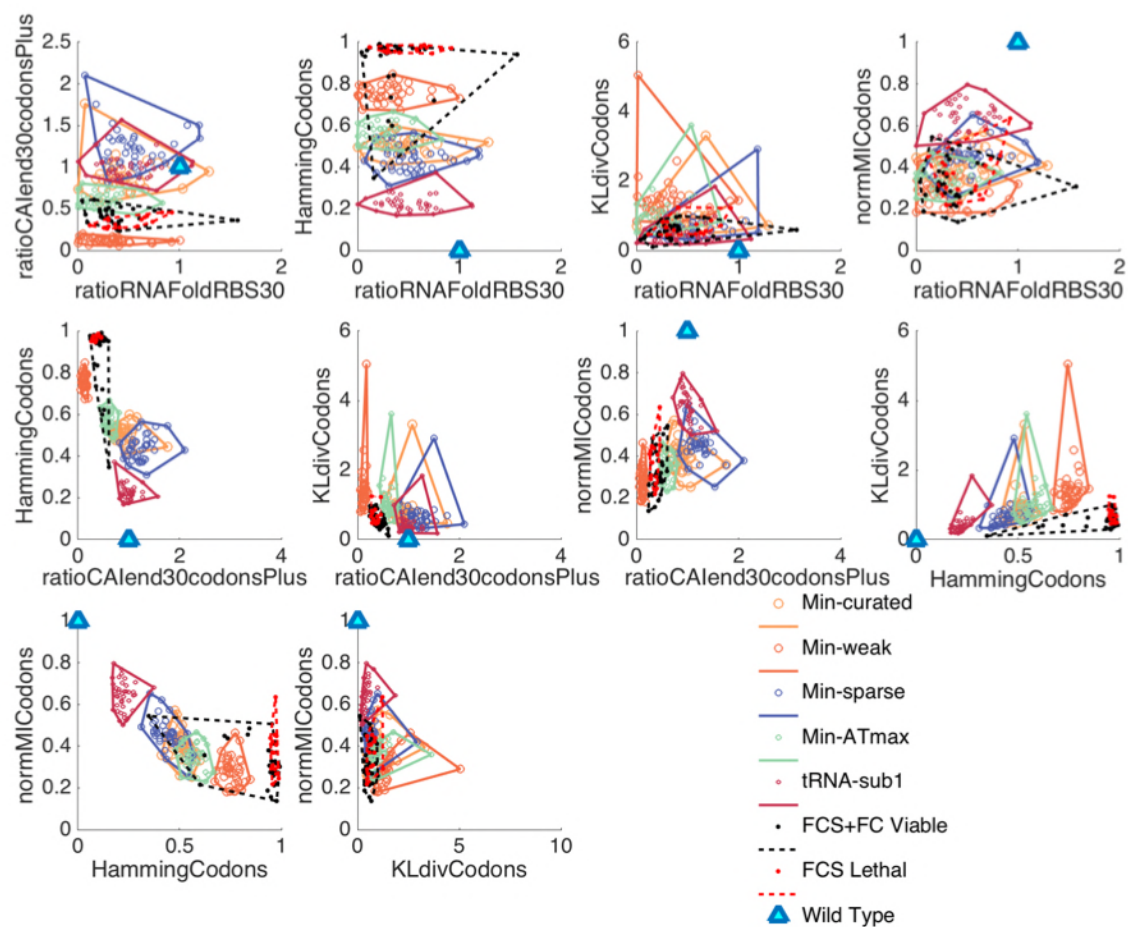 ratioCAIend30codonsPlus
2.5
2
1.5
1
0.5
0
0 1 2
ratioRNAFoldRBS30
HammingCodons
1
0.8
0.6
0.4
0.2
0
0 1 2
ratioRNAFoldRBS30
KLdivCodons
6
4
2
0
0 1 2
ratioRNAFoldRBS30
normMICodons
1
0.8
0.6
0.4
0.2
0
0 1 2
ratioRNAFoldRBS30
HammingCodons
1
0.8
0.6
0.4
0.2
0
0 2 4
ratioCAIend30codonsPlus
KLdivCodons
6
4
2
0
0 2 4
ratioCAIend30codonsPlus
normMICodons
1
0.8
0.6
0.4
0.2
0
0 2 4
ratioCAIend30codonsPlus
KLdivCodons
6
4
2
0
0 0.5 1
HammingCodons
normMICodons
1
0.8
0.6
0.4
0.2
0
0 0.5 1
HammingCodons
normMICodons
1
0.8
0.6
0.4
0.2
0
0 5 10
KLdivCodons
Min-curated
Min-weak
Min-sparse
Min-ATmax
tRNA-sub1
FCS+FC Viable
FCS Lethal
Wild Type